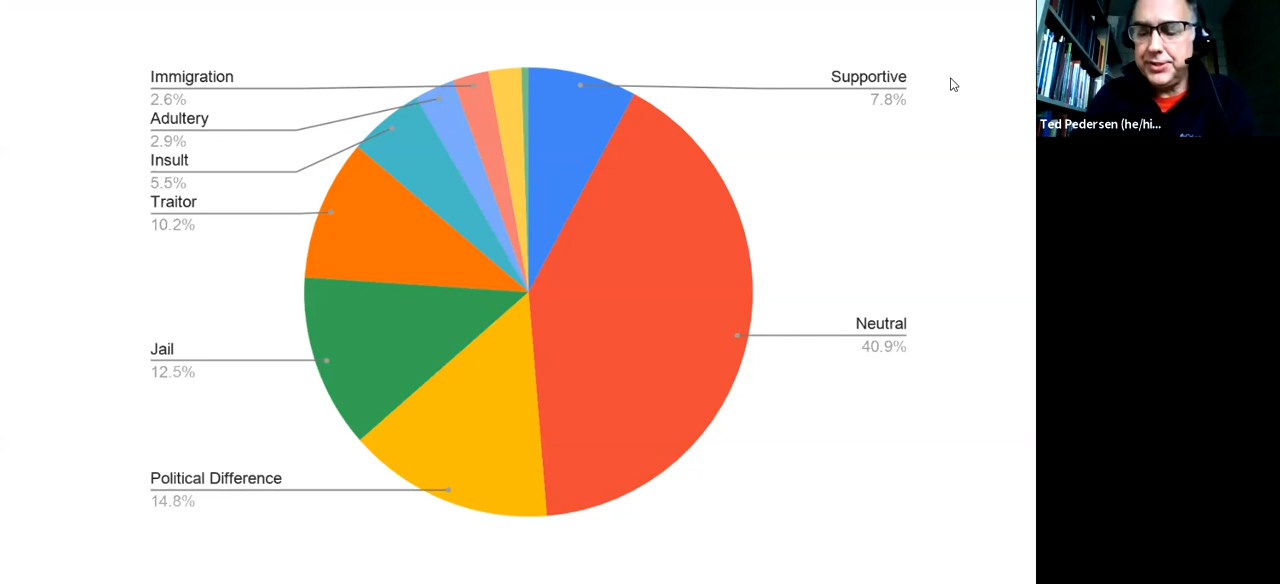 Immigration
2.6%
Adultery
2.9%
Insult
5.5%
Traitor
10.2%
Jail
12.5%
Political Difference
14.8%
Supportive
7.8%
Neutral
40.9%
Ted Pedersen (he/hi...